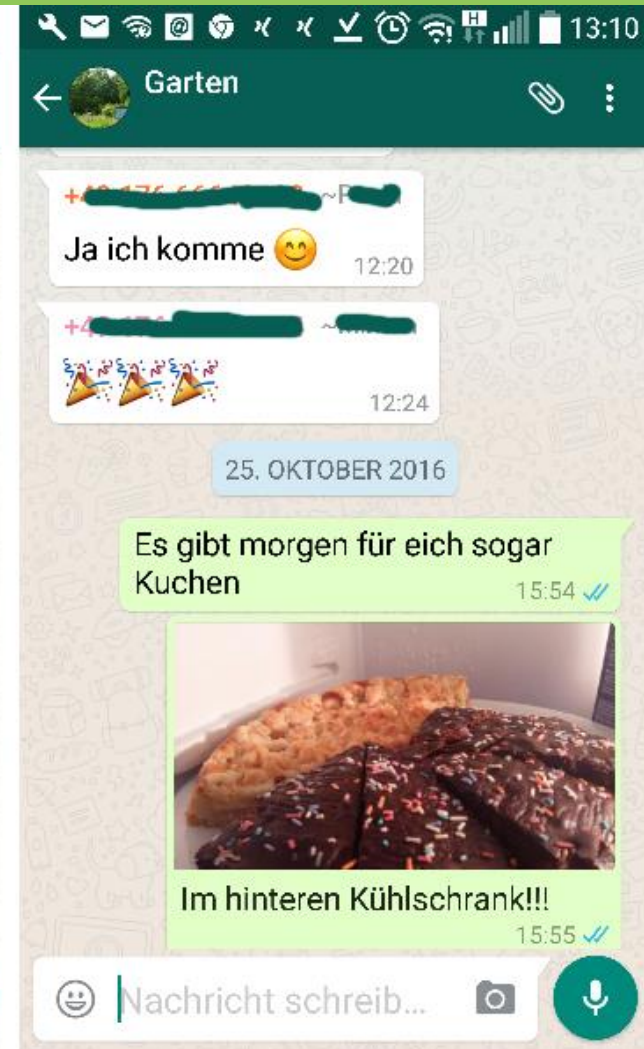 13:10
Garten
Ja ich komme 😊
12:20
🎉🎉🎉
12:24
25. OKTOBER 2016
Es gibt morgen für eich sogar
Kuchen
15:54
Im hinteren Kühlschrank!!!
15:55
Nachricht schreib...